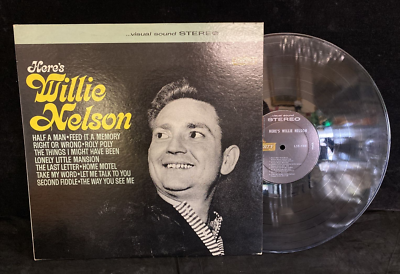 ...visual sound STEREO
Here's
Willie
Nelson
HALF A MAN•FEED IT A MEMORY
RIGHT OR WRONG•ROLY POLY
THE THINGS I MIGHT HAVE BEEN
LONELY LITTLE MANSION
THE LAST LETTER•HOME MOTEL
TAKE MY WORD•LET ME TALK TO YOU
SECOND FIDDLE•THE WAY YOU SEE ME
STEREO
HERE'S WILLIE NELSON